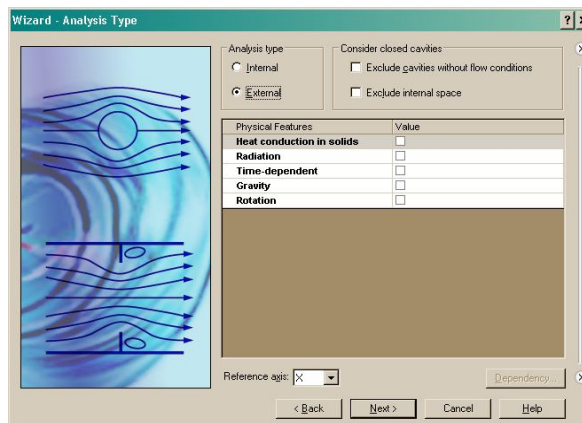 Wizard - Analysis Type
Analysis type
Internal
External
Consider closed cavities
Exclude cavities without flow conditions
Exclude internal space
Physical Features Value
Heat conduction in solids
Radiation
Time-dependent
Gravity
Rotation
Reference axis: X
Dependency...
< Back Next > Cancel Help